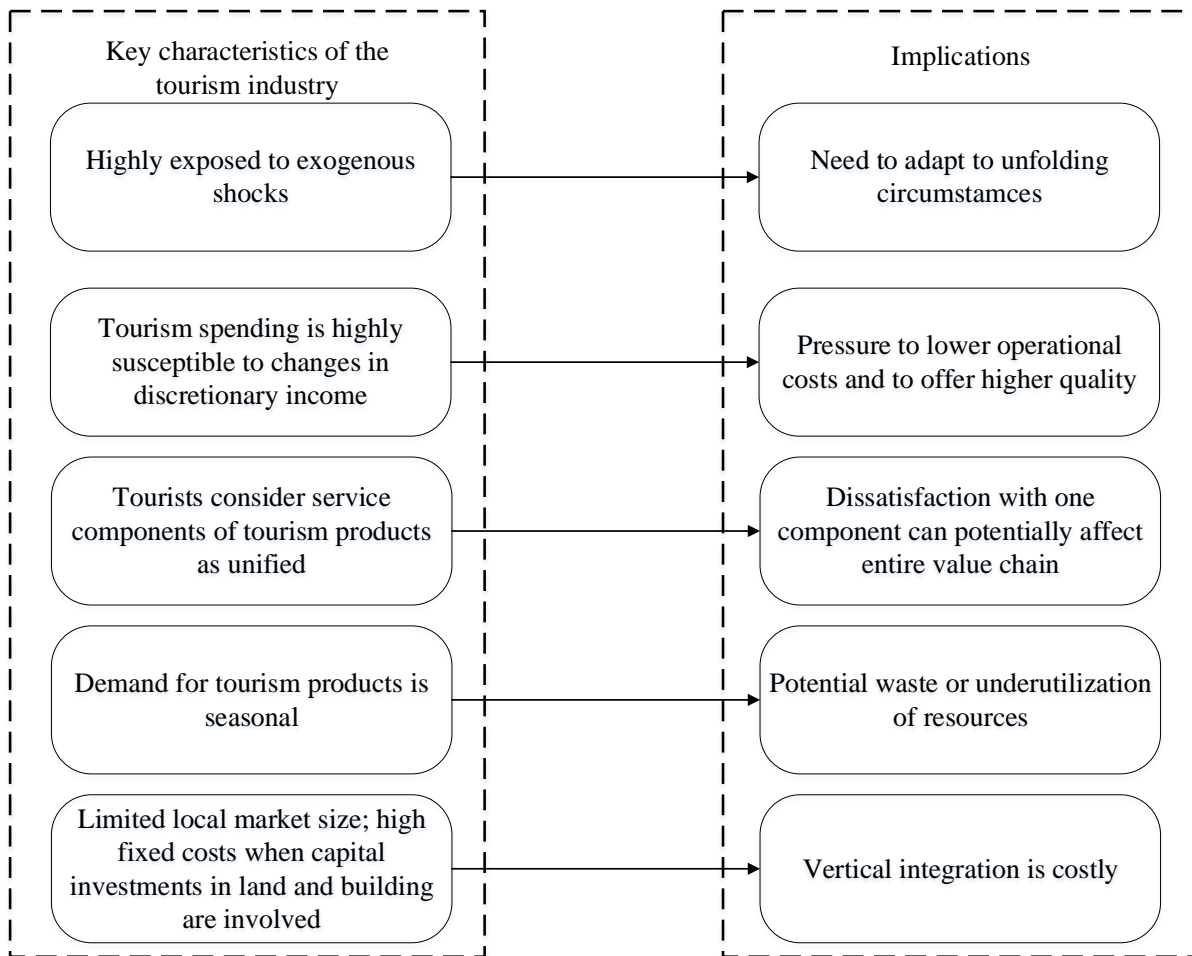 Key characteristics of the
tourism industry
Implications
Highly exposed to exogenous
shocks
Need to adapt to unfolding
circumstamces
Tourism spending is highly
susceptible to changes in
discretionary income
Pressure to lower operational
costs and to offer higher quality
Tourists consider service
components of tourism products
as unified
Dissatisfaction with one
component can potentially affect
entire value chain
Demand for tourism products is
seasonal
Potential waste or underutilization
of resources
Limited local market size; high
fixed costs when capital
investments in land and building
are involved
Vertical integration is costly